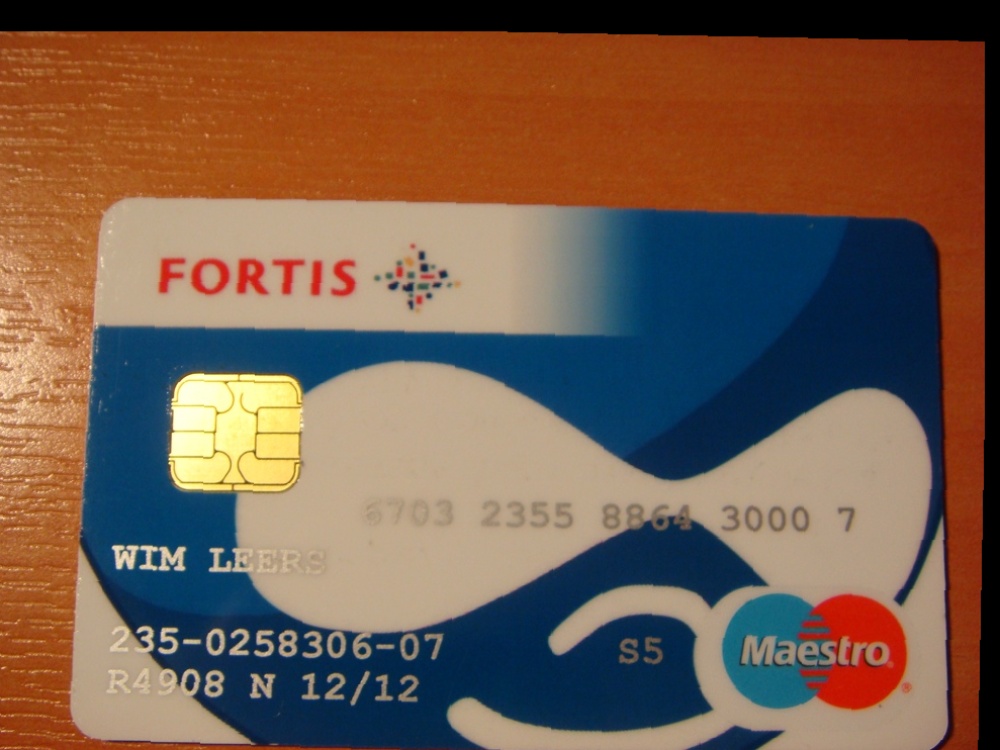 FORTIS
6703 2355 8864 3000 7
WIM LEERS
235-0258306-07
R4908 N 12/12
S5
Maestro